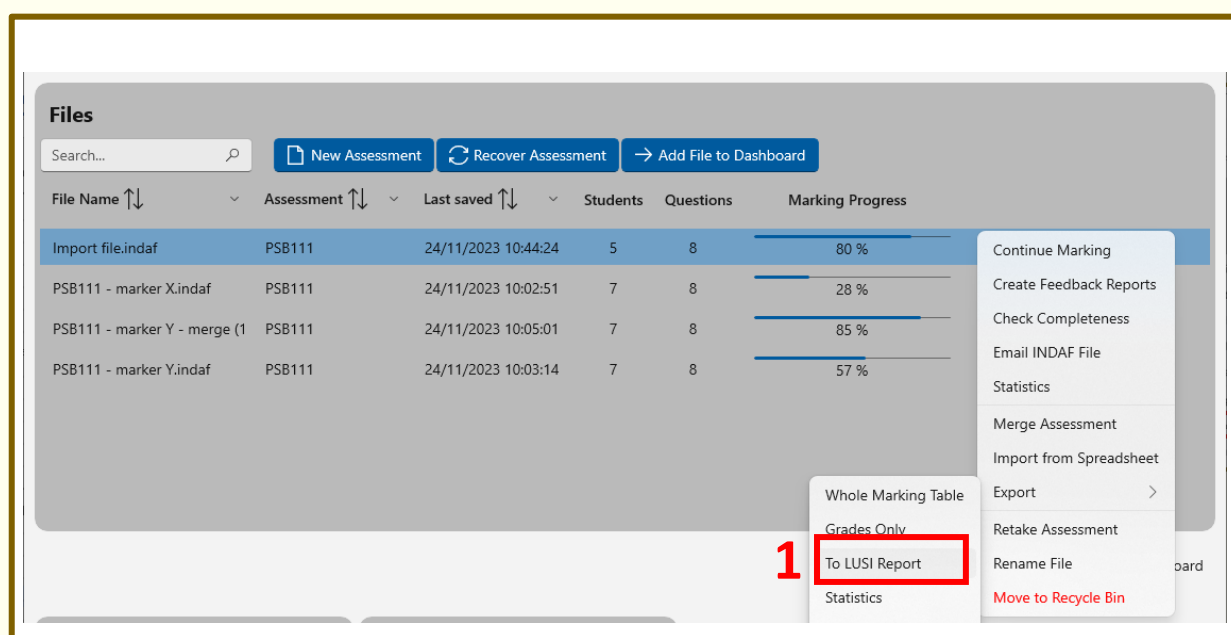 Files
Search...
New Assessment
Recover Assessment
Add File to Dashboard
File Name Assessment Last saved Students Questions Marking Progress
Import file.indaf PSB111 24/11/2023 10:44:24 5 8 80 %
PSB111 - marker X.indaf PSB111 24/11/2023 10:02:51 7 8 28 %
PSB111 - marker Y - merge (1 PSB111 24/11/2023 10:05:01 7 8 85 %
PSB111 - marker Y.indaf PSB111 24/11/2023 10:03:14 7 8 57 %
Continue Marking
Create Feedback Reports
Check Completeness
Email INDAF File
Statistics
Merge Assessment
Import from Spreadsheet
Export
Retake Assessment
Rename File
Move to Recycle Bin
Whole Marking Table
Grades Only
1
To LUSI Report
Statistics
oard